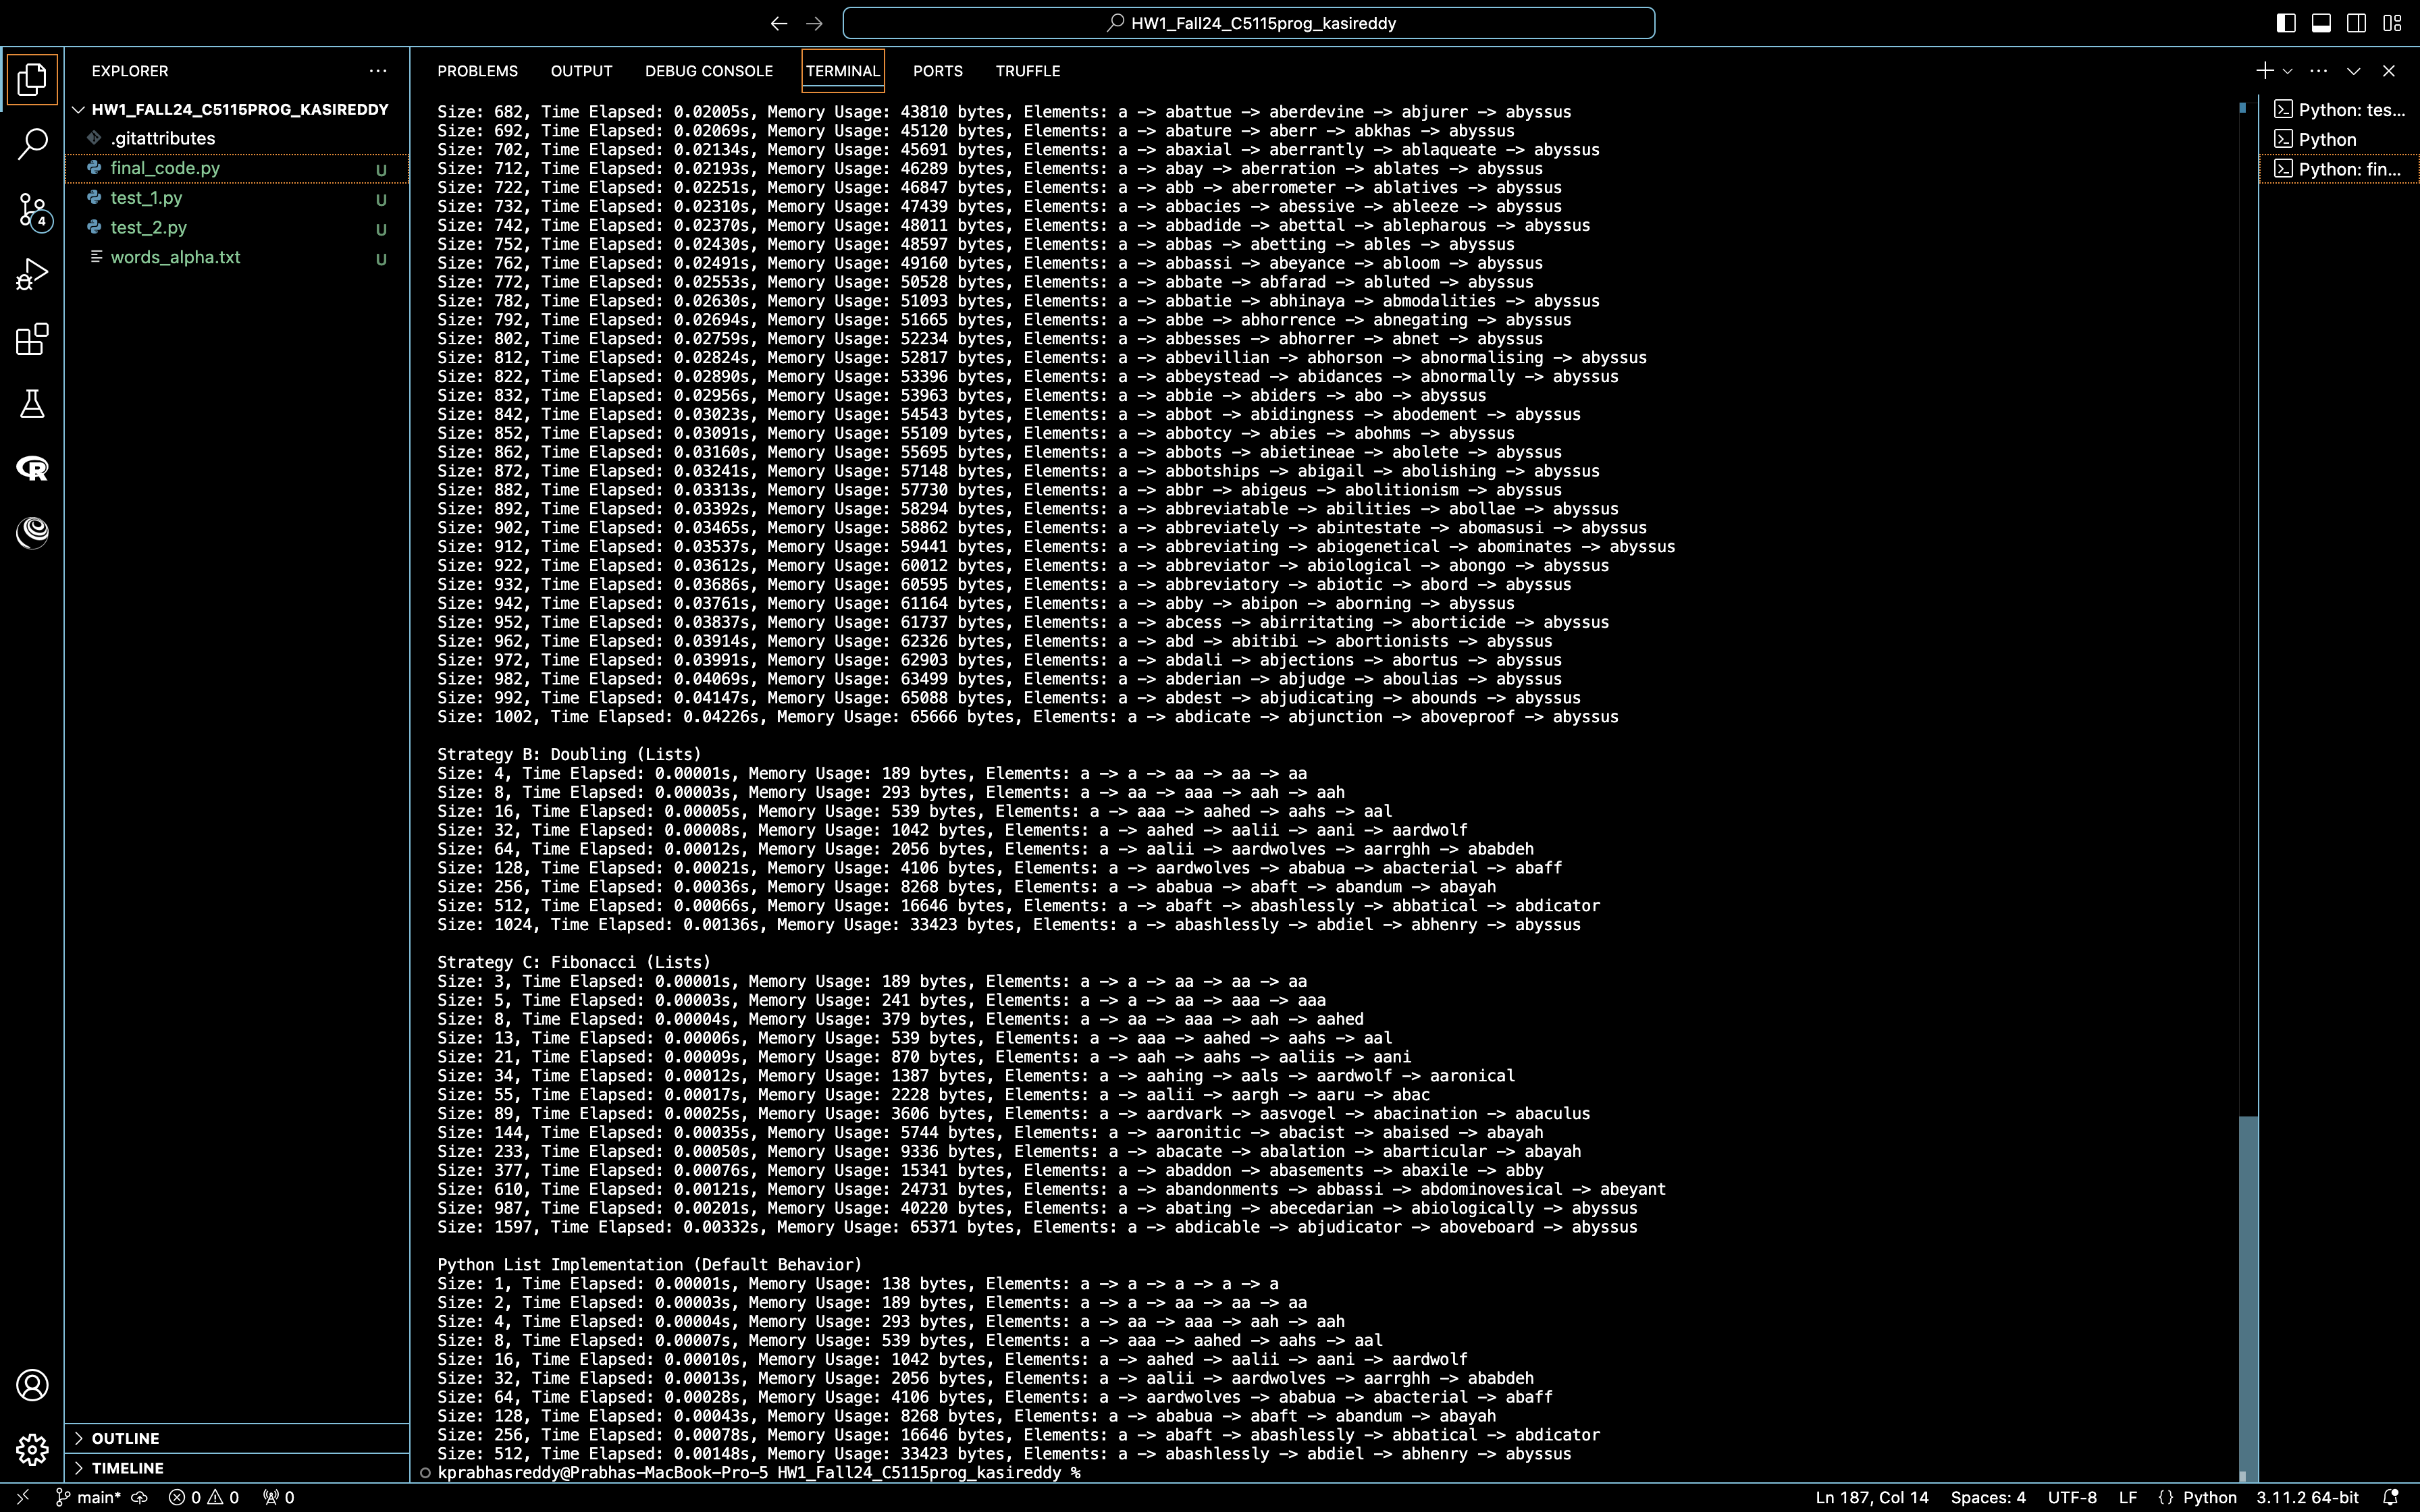 HW1_Fall24_C5115prog_kasireddy
EXPLORER
HW1_FALL24_C5115PROG_KASIREDDY
.gitattributes
final_code.py U
test_1.py U
test_2.py U
words_alpha.txt U
4
OUTLINE
TIMELINE
PROBLEMS OUTPUT DEBUG CONSOLE TERMINAL PORTS TRUFFLE
Size: 682, Time Elapsed: 0.02005s, Memory Usage: 43810 bytes, Elements: a -> abattue -> aberdevine -> abjurer -> abyssus
Size: 692, Time Elapsed: 0.02069s, Memory Usage: 45120 bytes, Elements: a -> abature -> aberr -> abkhas -> abyssus
Size: 702, Time Elapsed: 0.02134s, Memory Usage: 45691 bytes, Elements: a -> abaxial -> aberrantly -> ablaqueate -> abyssus
Size: 712, Time Elapsed: 0.02193s, Memory Usage: 46289 bytes, Elements: a -> abay -> aberration -> ablates -> abyssus
Size: 722, Time Elapsed: 0.02251s, Memory Usage: 46847 bytes, Elements: a -> abb -> aberrometer -> ablatives -> abyssus
Size: 732, Time Elapsed: 0.02310s, Memory Usage: 47439 bytes, Elements: a -> abbacies -> abessive -> ableeze -> abyssus
Size: 742, Time Elapsed: 0.02370s, Memory Usage: 48011 bytes, Elements: a -> abbadide -> abettal -> ablepharous -> abyssus
Size: 752, Time Elapsed: 0.02430s, Memory Usage: 48597 bytes, Elements: a -> abbas -> abetting -> ables -> abyssus
Size: 762, Time Elapsed: 0.02491s, Memory Usage: 49160 bytes, Elements: a -> abbassi -> abeyance -> abloom -> abyssus
Size: 772, Time Elapsed: 0.02553s, Memory Usage: 50528 bytes, Elements: a -> abbate -> abfarad -> abluted -> abyssus
Size: 782, Time Elapsed: 0.02630s, Memory Usage: 51093 bytes, Elements: a -> abbatie -> abhinaya -> abmodalities -> abyssus
Size: 792, Time Elapsed: 0.02694s, Memory Usage: 51665 bytes, Elements: a -> abbe -> abhorrence -> abnegating -> abyssus
Size: 802, Time Elapsed: 0.02759s, Memory Usage: 52234 bytes, Elements: a -> abbesses -> abhorrer -> abnet -> abyssus
Size: 812, Time Elapsed: 0.02824s, Memory Usage: 52817 bytes, Elements: a -> abbevillian -> abhorson -> abnormalising -> abyssus
Size: 822, Time Elapsed: 0.02890s, Memory Usage: 53396 bytes, Elements: a -> abbeystead -> abidances -> abnormally -> abyssus
Size: 832, Time Elapsed: 0.02956s, Memory Usage: 53963 bytes, Elements: a -> abbie -> abiders -> abo -> abyssus
Size: 842, Time Elapsed: 0.03023s, Memory Usage: 54543 bytes, Elements: a -> abbot -> abidingness -> abodement -> abyssus
Size: 852, Time Elapsed: 0.03091s, Memory Usage: 55109 bytes, Elements: a -> abbotcy -> abies -> abohms -> abyssus
Size: 862, Time Elapsed: 0.03160s, Memory Usage: 55695 bytes, Elements: a -> abbots -> abietineae -> abolete -> abyssus
Size: 872, Time Elapsed: 0.03241s, Memory Usage: 57148 bytes, Elements: a -> abbotships -> abigail -> abolishing -> abyssus
Size: 882, Time Elapsed: 0.03313s, Memory Usage: 57730 bytes, Elements: a -> abbr -> abigeus -> abolitionism -> abyssus
Size: 892, Time Elapsed: 0.03392s, Memory Usage: 58294 bytes, Elements: a -> abbreviatable -> abilities -> abollae -> abyssus
Size: 902, Time Elapsed: 0.03465s, Memory Usage: 58862 bytes, Elements: a -> abbreviately -> abintestate -> abomasusi -> abyssus
Size: 912, Time Elapsed: 0.03537s, Memory Usage: 59441 bytes, Elements: a -> abbreviating -> abiogenetical -> abominates -> abyssus
Size: 922, Time Elapsed: 0.03612s, Memory Usage: 60012 bytes, Elements: a -> abbreviator -> abiological -> abongo -> abyssus
Size: 932, Time Elapsed: 0.03686s, Memory Usage: 60595 bytes, Elements: a -> abbreviatory -> abiotic -> abord -> abyssus
Size: 942, Time Elapsed: 0.03761s, Memory Usage: 61164 bytes, Elements: a -> abby -> abipon -> aborning -> abyssus
Size: 952, Time Elapsed: 0.03837s, Memory Usage: 61737 bytes, Elements: a -> abcess -> abirritating -> aborticide -> abyssus
Size: 962, Time Elapsed: 0.03914s, Memory Usage: 62326 bytes, Elements: a -> abd -> abitibi -> abortionists -> abyssus
Size: 972, Time Elapsed: 0.03991s, Memory Usage: 62903 bytes, Elements: a -> abdali -> abjections -> abortus -> abyssus
Size: 982, Time Elapsed: 0.04069s, Memory Usage: 63499 bytes, Elements: a -> abderian -> abjudge -> aboulias -> abyssus
Size: 992, Time Elapsed: 0.04147s, Memory Usage: 65088 bytes, Elements: a -> abdest -> abjudicating -> abounds -> abyssus
Size: 1002, Time Elapsed: 0.04226s, Memory Usage: 65666 bytes, Elements: a -> abdicate -> abjunction -> aboveproof -> abyssus
Strategy B: Doubling (Lists)
Size: 4, Time Elapsed: 0.00001s, Memory Usage: 189 bytes, Elements: a -> a -> aa -> aa -> aa
Size: 8, Time Elapsed: 0.00003s, Memory Usage: 293 bytes, Elements: a -> aa -> aaa -> aah -> aah
Size: 16, Time Elapsed: 0.00005s, Memory Usage: 539 bytes, Elements: a -> aaa -> aahed -> aahs -> aal
Size: 32, Time Elapsed: 0.00008s, Memory Usage: 1042 bytes, Elements: a -> aahed -> aalii -> aani -> aardwolf
Size: 64, Time Elapsed: 0.00012s, Memory Usage: 2056 bytes, Elements: a -> aalii -> aardwolves -> aarrghh -> ababdeh
Size: 128, Time Elapsed: 0.00021s, Memory Usage: 4106 bytes, Elements: a -> aardwolves -> ababua -> abacterial -> abaff
Size: 256, Time Elapsed: 0.00036s, Memory Usage: 8268 bytes, Elements: a -> ababua -> abaft -> abandum -> abayah
Size: 512, Time Elapsed: 0.00066s, Memory Usage: 16646 bytes, Elements: a -> abaft -> abashlessly -> abbatical -> abdicator
Size: 1024, Time Elapsed: 0.00136s, Memory Usage: 33423 bytes, Elements: a -> abashlessly -> abdiel -> abhenry -> abyssus
Strategy C: Fibonacci (Lists)
Size: 3, Time Elapsed: 0.00001s, Memory Usage: 189 bytes, Elements: a -> a -> aa -> aa -> aa
Size: 5, Time Elapsed: 0.00003s, Memory Usage: 241 bytes, Elements: a -> a -> aa -> aaa -> aaa
Size: 8, Time Elapsed: 0.00004s, Memory Usage: 379 bytes, Elements: a -> aa -> aaa -> aah -> aahed
Size: 13, Time Elapsed: 0.00006s, Memory Usage: 539 bytes, Elements: a -> aaa -> aahed -> aahs -> aal
Size: 21, Time Elapsed: 0.00009s, Memory Usage: 870 bytes, Elements: a -> aah -> aahs -> aaliis -> aani
Size: 34, Time Elapsed: 0.00012s, Memory Usage: 1387 bytes, Elements: a -> aahing -> aals -> aardwolf -> aaronical
Size: 55, Time Elapsed: 0.00017s, Memory Usage: 2228 bytes, Elements: a -> aalii -> aargh -> aaru -> abac
Size: 89, Time Elapsed: 0.00025s, Memory Usage: 3606 bytes, Elements: a -> aardvark -> aasvogel -> abacination -> abaculus
Size: 144, Time Elapsed: 0.00035s, Memory Usage: 5744 bytes, Elements: a -> aaronitic -> abacist -> abaised -> abayah
Size: 233, Time Elapsed: 0.00050s, Memory Usage: 9336 bytes, Elements: a -> abacate -> abalation -> abarticular -> abayah
Size: 377, Time Elapsed: 0.00076s, Memory Usage: 15341 bytes, Elements: a -> abaddon -> abasements -> abaxile -> abby
Size: 610, Time Elapsed: 0.00121s, Memory Usage: 24731 bytes, Elements: a -> abandonments -> abbassi -> abdominovesical -> abeyant
Size: 987, Time Elapsed: 0.00201s, Memory Usage: 40220 bytes, Elements: a -> abating -> abecedarian -> abiologically -> abyssus
Size: 1597, Time Elapsed: 0.00332s, Memory Usage: 65371 bytes, Elements: a -> abdicable -> abjudicator -> aboveboard -> abyssus
Python List Implementation (Default Behavior)
Size: 1, Time Elapsed: 0.00001s, Memory Usage: 138 bytes, Elements: a -> a -> a -> a -> a
Size: 2, Time Elapsed: 0.00003s, Memory Usage: 189 bytes, Elements: a -> a -> aa -> aa -> aa
Size: 4, Time Elapsed: 0.00004s, Memory Usage: 293 bytes, Elements: a -> aa -> aaa -> aah -> aah
Size: 8, Time Elapsed: 0.00007s, Memory Usage: 539 bytes, Elements: a -> aaa -> aahed -> aahs -> aal
Size: 16, Time Elapsed: 0.00010s, Memory Usage: 1042 bytes, Elements: a -> aahed -> aalii -> aani -> aardwolf
Size: 32, Time Elapsed: 0.00013s, Memory Usage: 2056 bytes, Elements: a -> aalii -> aardwolves -> aarrghh -> ababdeh
Size: 64, Time Elapsed: 0.00028s, Memory Usage: 4106 bytes, Elements: a -> aardwolves -> ababua -> abacterial -> abaff
Size: 128, Time Elapsed: 0.00043s, Memory Usage: 8268 bytes, Elements: a -> ababua -> abaft -> abandum -> abayah
Size: 256, Time Elapsed: 0.00078s, Memory Usage: 16646 bytes, Elements: a -> abaft -> abashlessly -> abbatical -> abdicator
Size: 512, Time Elapsed: 0.00148s, Memory Usage: 33423 bytes, Elements: a -> abashlessly -> abdiel -> abhenry -> abyssus
kprabhasreddy@Prabhas-MacBook-Pro-5 HW1_Fall24_C5115prog_kasireddy %
Python: tes...
Python
Python: fin...
main* 0 0 0
Ln 187, Col 14 Spaces: 4 UTF-8 LF {} Python 3.11.2 64-bit